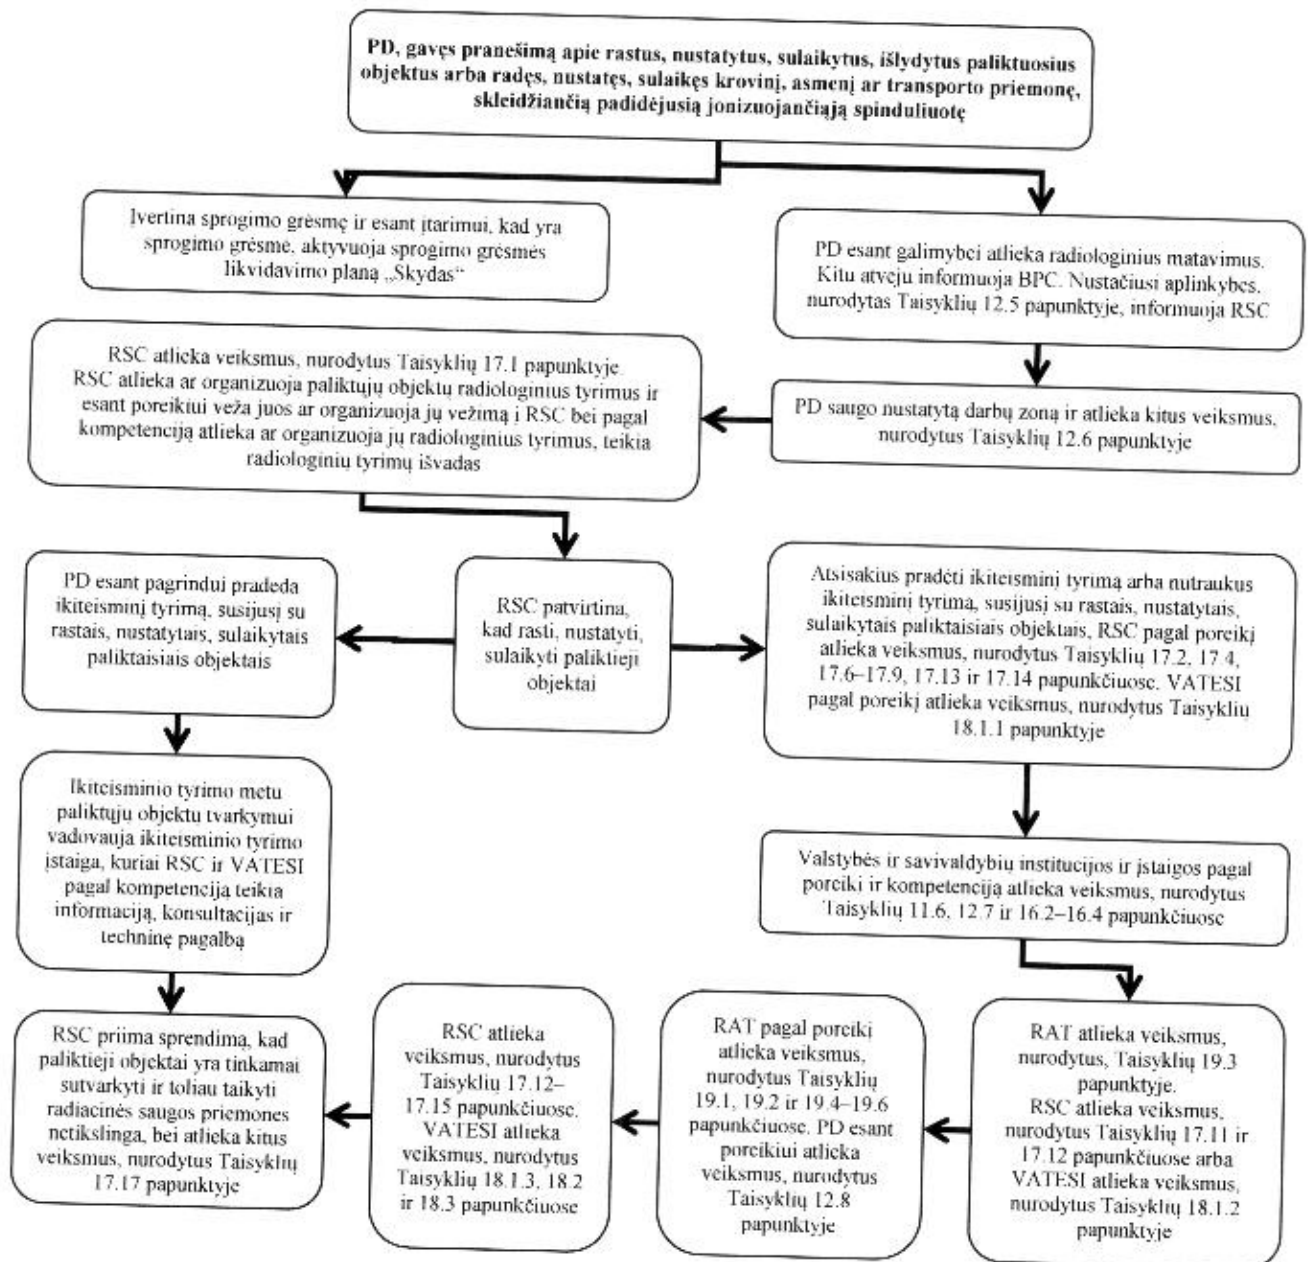 PD, gavęs pranešimą apie rastus, nustatytus, sulaikytus, išlydytus paliktuosius
objektus arba radęs, nustatęs, sulaikęs krovinį, asmenį ar transporto priemonę,
skleidžiančią padidėjusią jonizuojančiąją spinduliuotę
Įvertina sprogimo grėsmę ir esant įtarimui, kad yra
sprogimo grėsmė, aktyvuoja sprogimo grėsmės
likvidavimo planą „Skydas“
PD esant galimybei atlieka radiologinius matavimus.
Kitu atveju informuoja BPC. Nustačiusi aplinkybes,
nurodytas Taisyklių 12.5 papunktyje, informuoja RSC
RSC atlieka veiksmus, nurodytus Taisyklių 17.1 papunktyje
RSC atlieka ar organizuoja paliktųjų objektų radiologinius tyrimus ir
esant poreikiui veža juos ar organizuoja jų vežimą į RSC bei pagal
kompetenciją atlieka ar organizuoja jų radiologinius tyrimus, teikia
radiologinių tyrimų išvadas
PD saugo nustatytą darbų zoną ir atlieka kitus veiksmus,
nurodytus Taisyklių 12.6 papunktyje
PD esant pagrindui pradeda
ikiteisminį tyrimą, susijusį su
rastais, nustatytais, sulaikytais
paliktaisiais objektais
RSC patvirtina,
kad rasti, nustatyti,
sulaikyti paliktieji
objektai
Atsisakius pradėti ikiteisminį tyrimą arba nutraukus
ikiteisminį tyrimą, susijusį su rastais, nustatytais,
sulaikytais paliktaisiais objektais, RSC pagal poreikį
atlieka veiksmus, nurodytus Taisyklių 17.2, 17.4,
17.6–17.9, 17.13 ir 17.14 papunkčiuose. VATESI
pagal poreikį atlieka veiksmus, nurodytus Taisyklių
18.1.1 papunktyje
Ikiteisminio tyrimo metu
paliktųjų objektų tvarkymui
vadovauja ikiteisminio tyrimo
įstaiga, kuriai RSC ir VATESI
pagal kompetenciją teikia
informaciją, konsultacijas ir
techninę pagalbą
Valstybės ir savivaldybių institucijos ir įstaigos pagal
poreikį ir kompetenciją atlieka veiksmus, nurodytus
Taisyklių 11.6, 12.7 ir 16.2–16.4 papunkčiuose
RSC priima sprendimą, kad
paliktieji objektai yra tinkamai
sutvarkyti ir toliau taikyti
radiacinės saugos priemones
netikslinga, bei atlieka kitus
veiksmus, nurodytus Taisyklių
17.17 papunktyje
RSC atlieka
veiksmus, nurodytus
Taisyklių 17.12–
17.15 papunkčiuose.
VATESI atlieka
veiksmus, nurodytus
Taisyklių 18.1.3, 18.2
ir 18.3 papunkčiuose
RAT pagal poreikį
atlieka veiksmus,
nurodytus Taisyklių
19.1, 19.2 ir 19.4–19.6
papunkčiuose. PD esant
poreikiui atlieka
veiksmus, nurodytus
Taisyklių 12.8
papunktyje
RAT atlieka veiksmus,
nurodytus, Taisyklių 19.3
papunktyje.
RSC atlieka veiksmus,
nurodytus Taisyklių 17.11 ir
17.12 papunkčiuose arba
VATESI atlieka veiksmus,
nurodytus Taisyklių 18.1.2
papunktyje